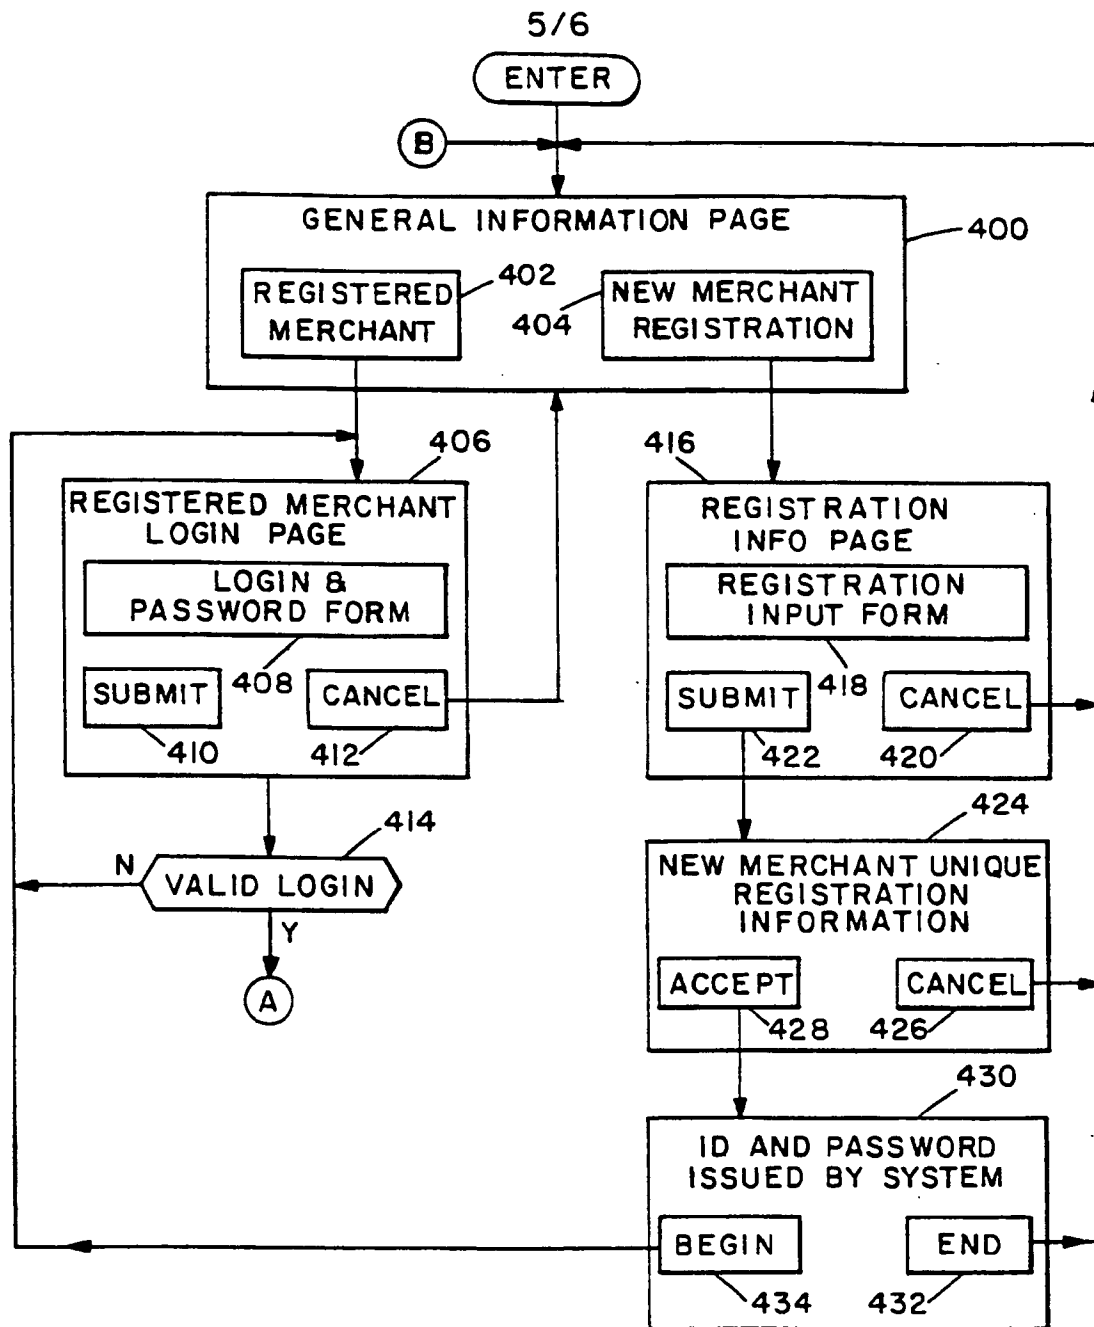 5/6
ENTER
B
GENERAL INFORMATION PAGE
400
402
REGISTERED
MERCHANT
404
NEW MERCHANT
REGISTRATION
406
REGISTERED MERCHANT
LOGIN PAGE
LOGIN &
PASSWORD FORM
408
SUBMIT
CANCEL
410
412
416
REGISTRATION
INFO PAGE
REGISTRATION
INPUT FORM
418
SUBMIT
CANCEL
422
420
414
N
VALID LOGIN
Y
A
424
NEW MERCHANT UNIQUE
REGISTRATION
INFORMATION
ACCEPT
CANCEL
428
426
430
ID AND PASSWORD
ISSUED BY SYSTEM
BEGIN
END
434
432